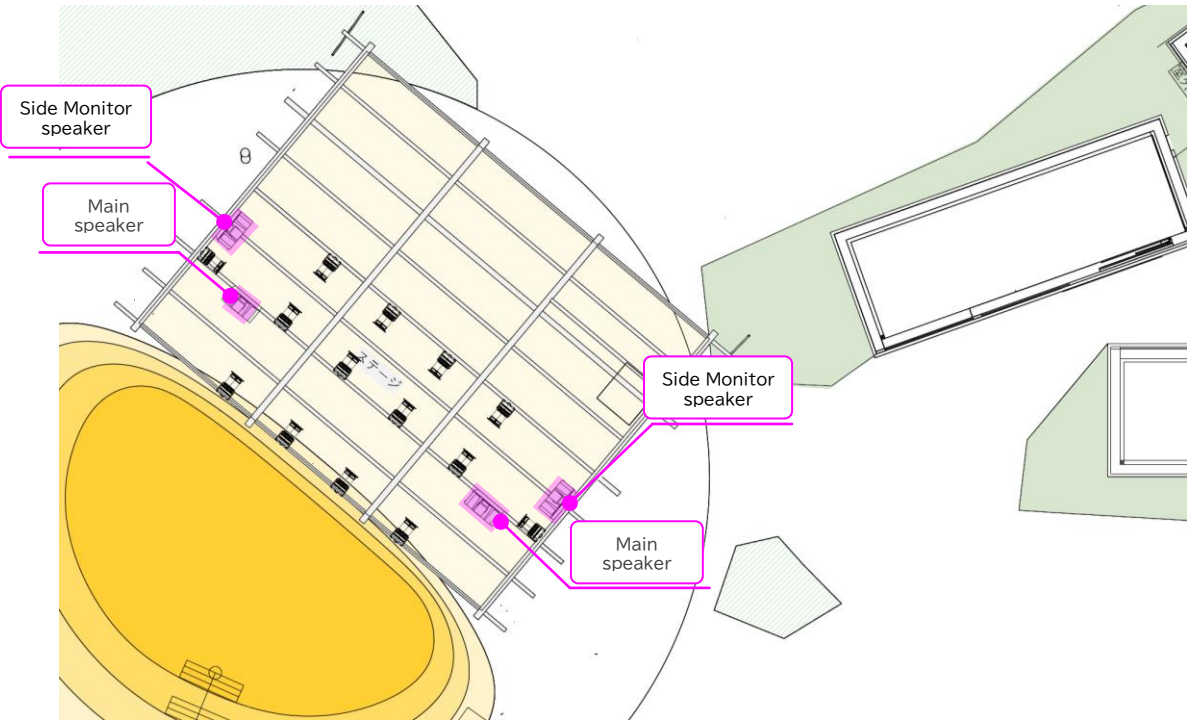 Side Monitor
speaker
Main
speaker
ステージ
Side Monitor
speaker
Main
speaker